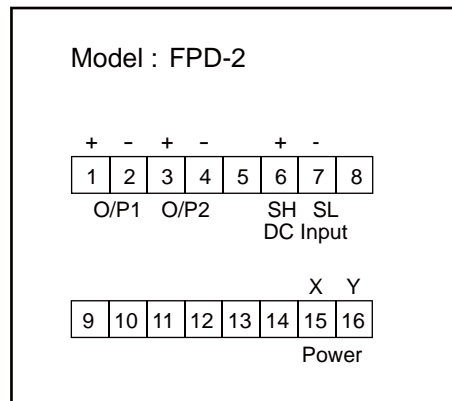 Model : FPD-2
+ − + − + -
1 2 3 4 5 6 7 8
O/P1 O/P2 SH SL
DC Input
X Y
9 10 11 12 13 14 15 16
Power